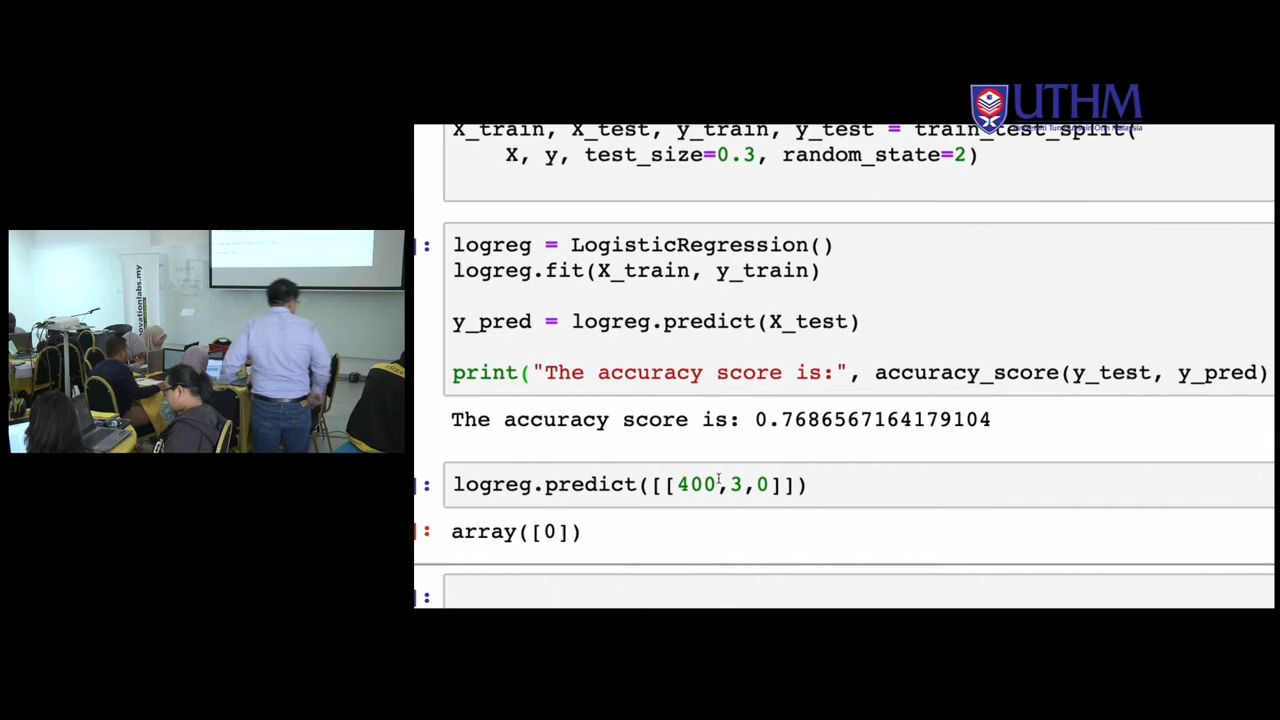 UTHM
X_train, X_test, y_train, y_test = train_test_split(
X, y, test_size=0.3, random_state=2)
]: logreg = LogisticRegression()
logreg.fit(X_train, y_train)
y_pred = logreg.predict(X_test)
print("The accuracy score is:", accuracy_score(y_test, y_pred)
The accuracy score is: 0.7686567164179104
]: logreg.predict([[400,3,0]])
]: array([0])
]:
ovationlabs.my